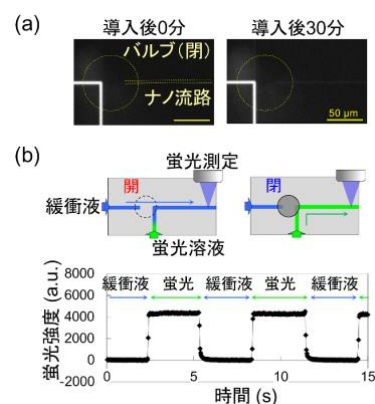 (a)
導入後0分
導入後30分
バルブ(閉)
ナノ流路
50 μm
(b)
蛍光測定
開
閉
緩衝液
蛍光溶液
蛍光強度 (a.u.)
8000
6000
4000
2000
0
-2000
緩衝液
蛍光
緩衝液
蛍光
緩衝液
0
5
10
15
時間 (s)